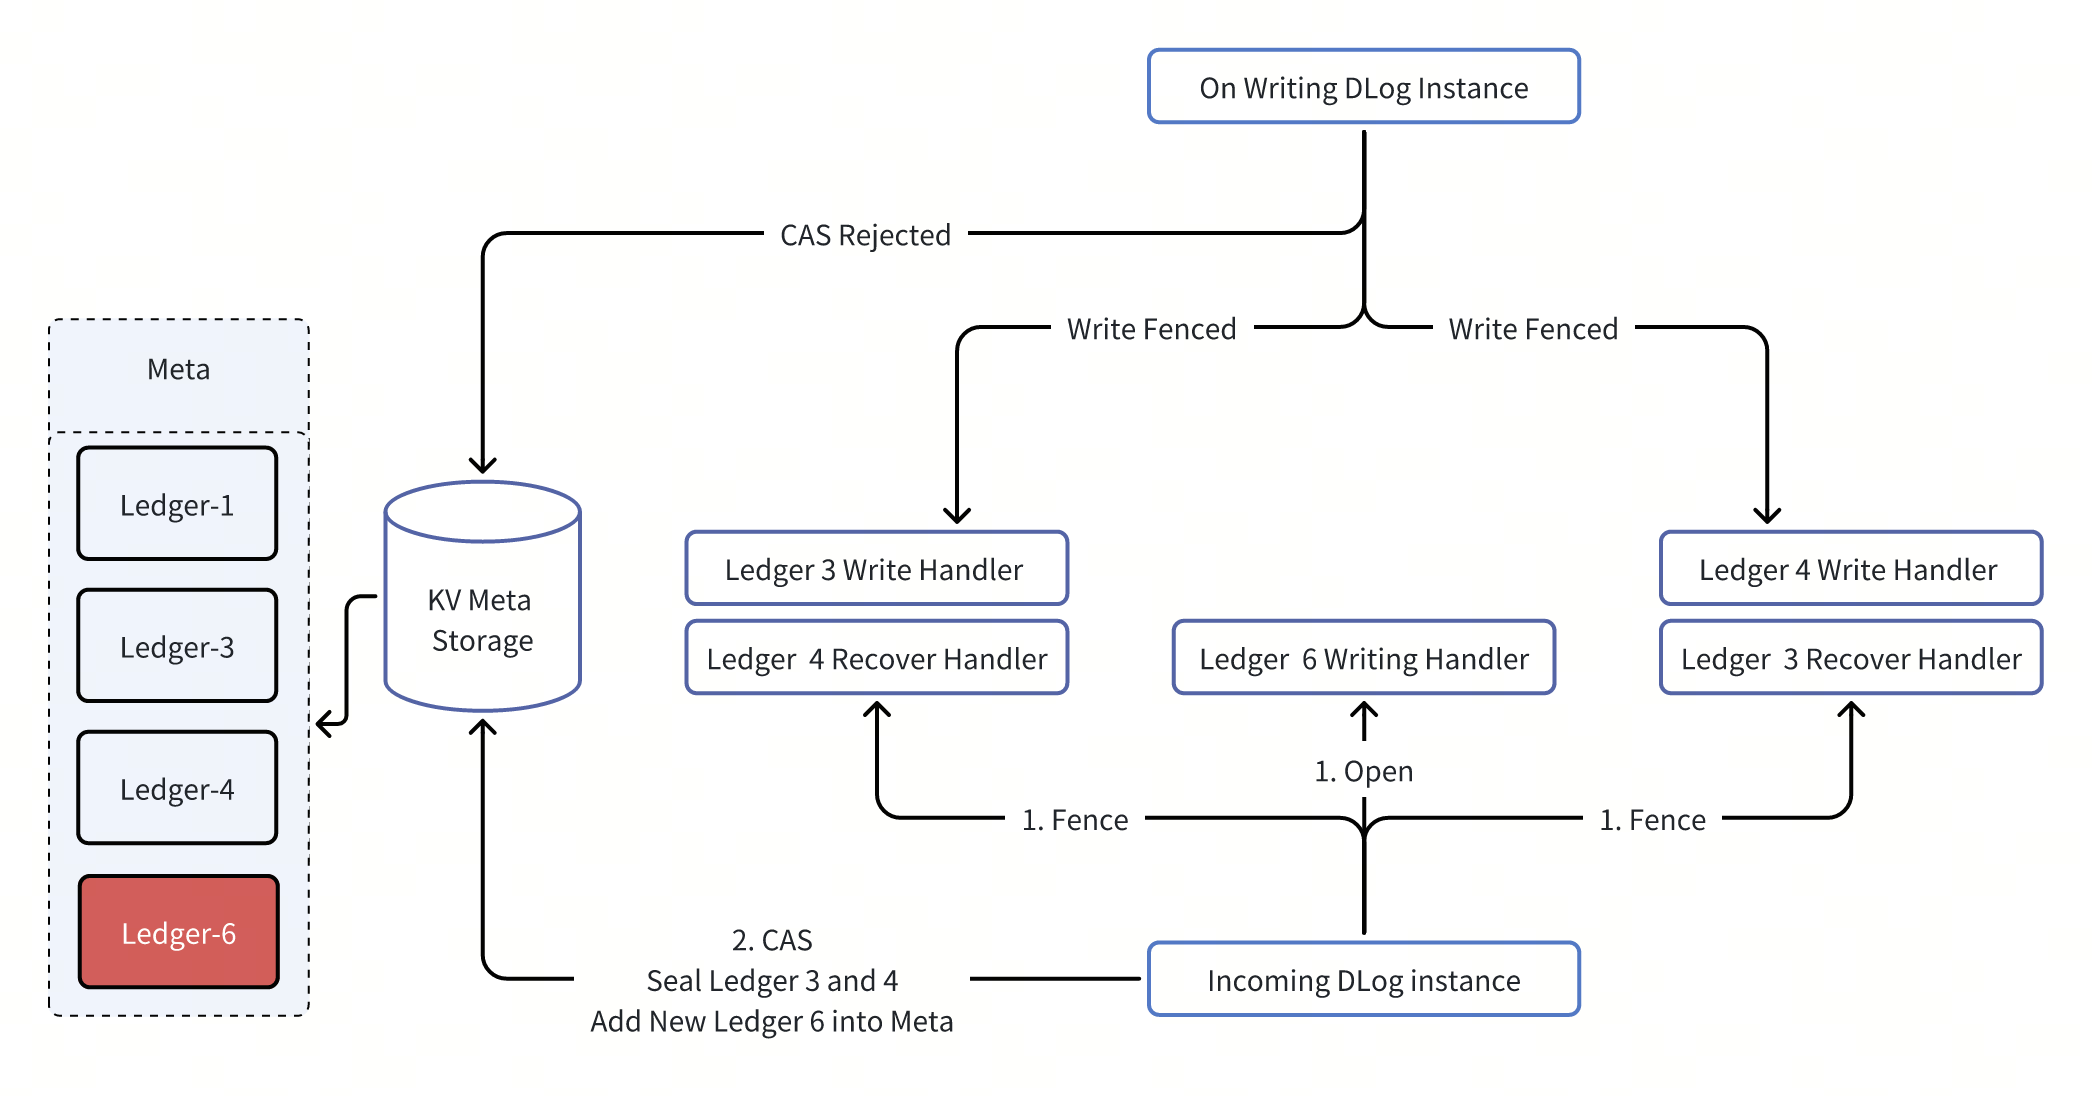 On Writing DLog Instance
CAS Rejected
Write Fenced
Write Fenced
Meta
Ledger-1
Ledger-3
Ledger-4
Ledger-6
KV Meta
Storage
Ledger 3 Write Handler
Ledger 4 Recover Handler
Ledger 6 Writing Handler
Ledger 4 Write Handler
Ledger 3 Recover Handler
1. Open
1. Fence
1. Fence
2. CAS
Seal Ledger 3 and 4
Add New Ledger 6 into Meta
Incoming DLog instance